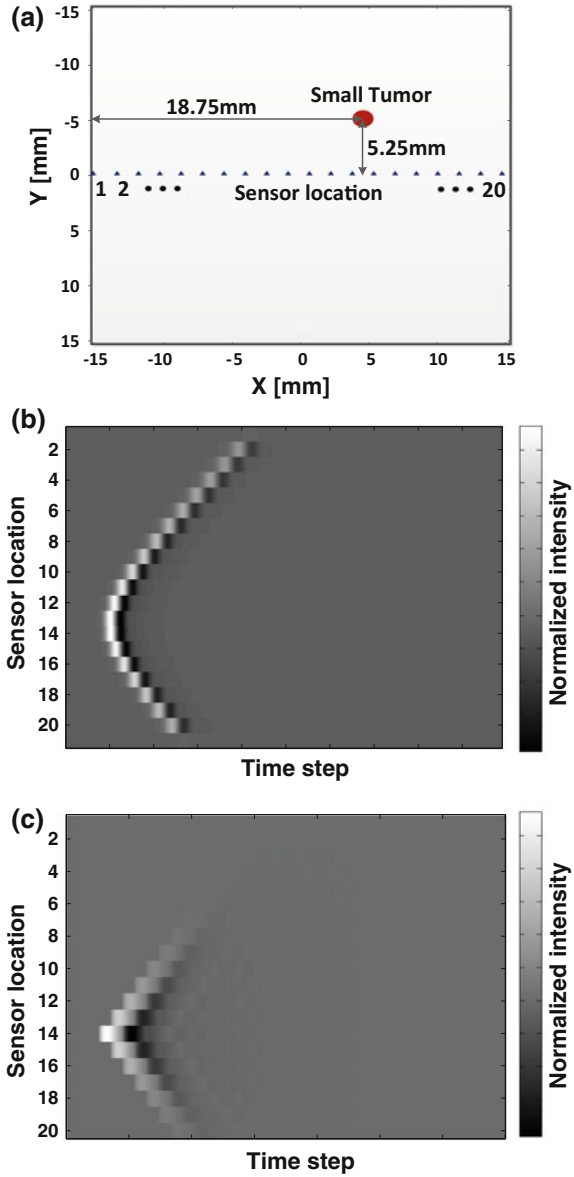 (a)
-15
-10
-5
0
5
10
15
Y [mm]
18.75mm
Small Tumor
5.25mm
1 2
Sensor location
20
-15 -10 -5 0 5 10 15
X [mm]
(b)
2
4
6
8
10
12
14
16
18
20
Sensor location
Time step
Normalized intensity
(c)
2
4
6
8
10
12
14
16
18
20
Sensor location
Time step
Normalized intensity